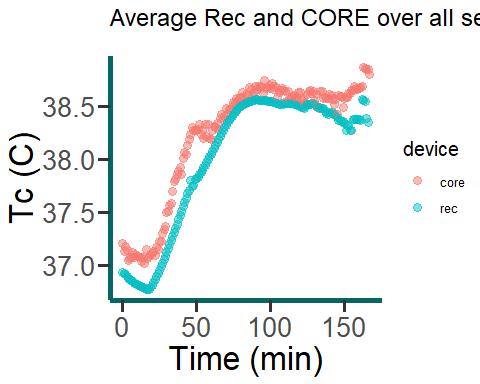 Average Rec and CORE over all se
Tc (C)
38.5
38.0
37.5
37.0
0 50 100 150
Time (min)
device
core
rec